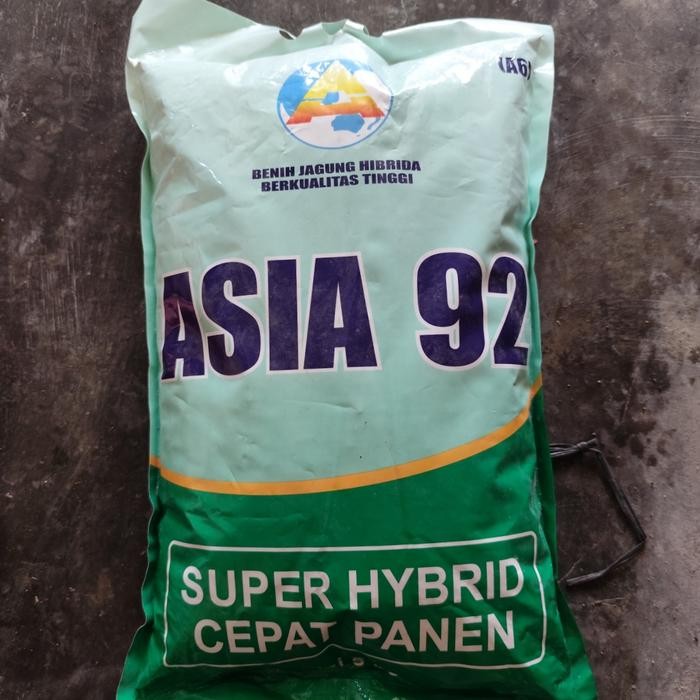 (A6)
BENIH JAGUNG HIBRIDA
BERKUALITAS TINGGI
ASIA 92
SUPER HYBRID
CEPAT PANEN